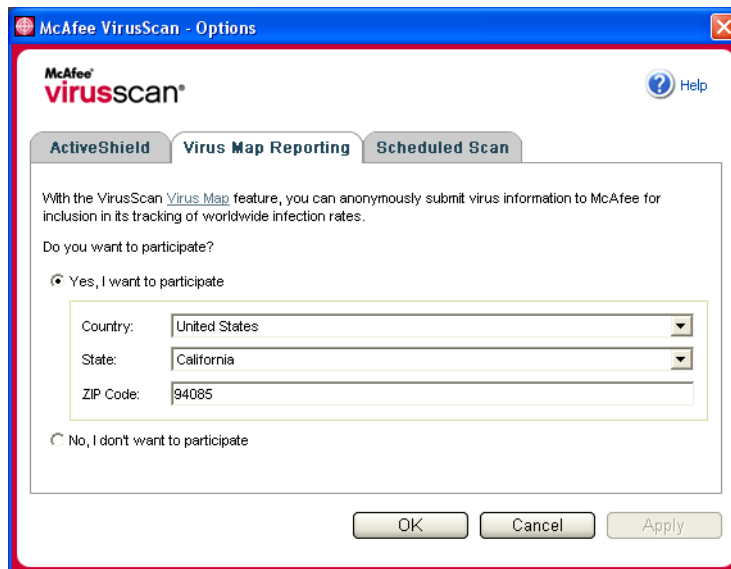 McAfee VirusScan - Options
McAfee®
virusscan®
Help
ActiveShield
Virus Map Reporting
Scheduled Scan
With the VirusScan Virus Map feature, you can anonymously submit virus information to McAfee for
inclusion in its tracking of worldwide infection rates.
Do you want to participate?
Yes, I want to participate
Country: United States
State: California
ZIP Code: 94085
No, I don't want to participate
OK
Cancel
Apply